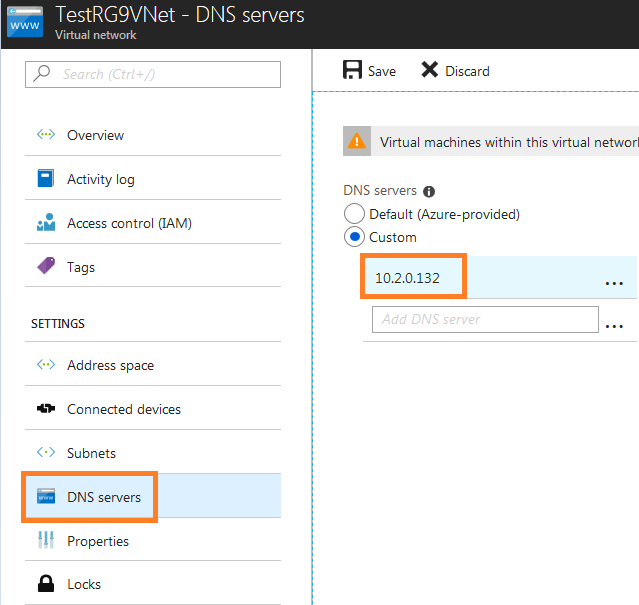 TestRG9VNet - DNS servers
Virtual network
Search (Ctrl+/)
Overview
Activity log
Access control (IAM)
Tags
SETTINGS
Address space
Connected devices
Subnets
DNS servers
Properties
Locks
Save Discard
Virtual machines within this virtual networ
DNS servers
Default (Azure-provided)
Custom
10.2.0.132
...
Add DNS server
...